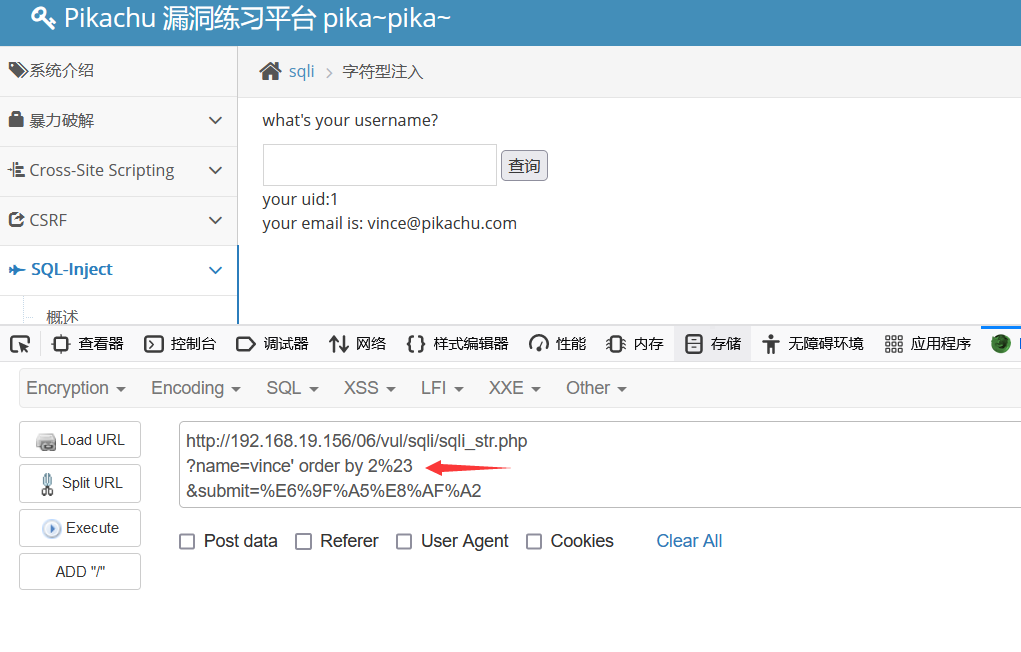 Pikachu 漏洞练习平台 pika~pika~
系统介绍
sqli > 字符型注入
暴力破解
Cross-Site Scripting
CSRF
SQL-Inject
概述
what's your username?
查询
your uid:1
your email is: vince@pikachu.com
查看器 控制台 调试器 网络 样式编辑器 性能 内存 存储 无障碍环境 应用程序
Encryption Encoding SQL XSS LFI XXE Other
Load URL
Split URL
Execute
ADD "/"
http://192.168.19.156/06/vul/sqli/sqli_str.php
?name=vince' order by 2%23
&submit=%E6%9F%A5%E8%AF%A2
Post data Referer User Agent Cookies Clear All